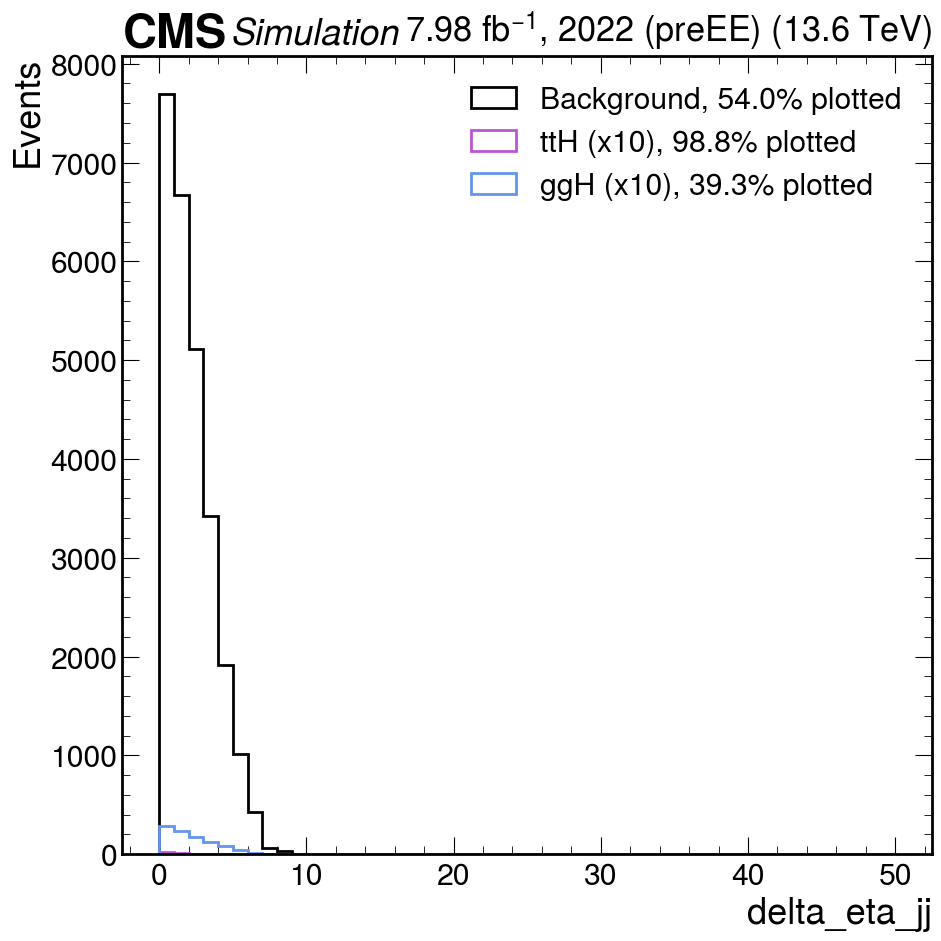 CMS Simulation 7.98 fb⁻¹, 2022 (preEE) (13.6 TeV)
Events
8000
7000
6000
5000
4000
3000
2000
1000
0
Background, 54.0% plotted
ttH (x10), 98.8% plotted
ggH (x10), 39.3% plotted
0 10 20 30 40 50
delta_eta_jj